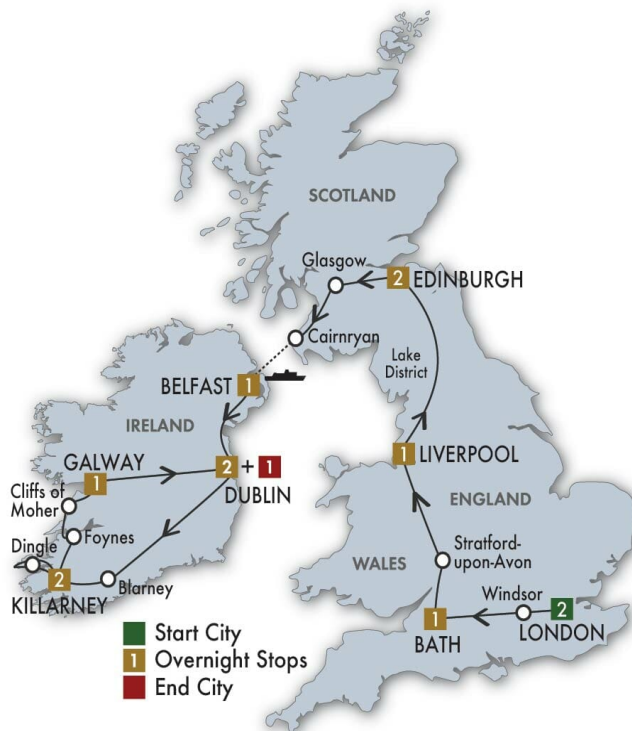 SCOTLAND
Glasgow
2 EDINBURGH
Cairnryan
Lake
District
BELFAST 1
IRELAND
GALWAY
1
2 + 1
DUBLIN
1 LIVERPOOL
ENGLAND
Cliffs of
Moher
Foynes
Dingle
2
KILLARNEY
Blarney
WALES
Stratford-
upon-Avon
Windsor
2
LONDON
1
BATH
Start City
1 Overnight Stops
End City